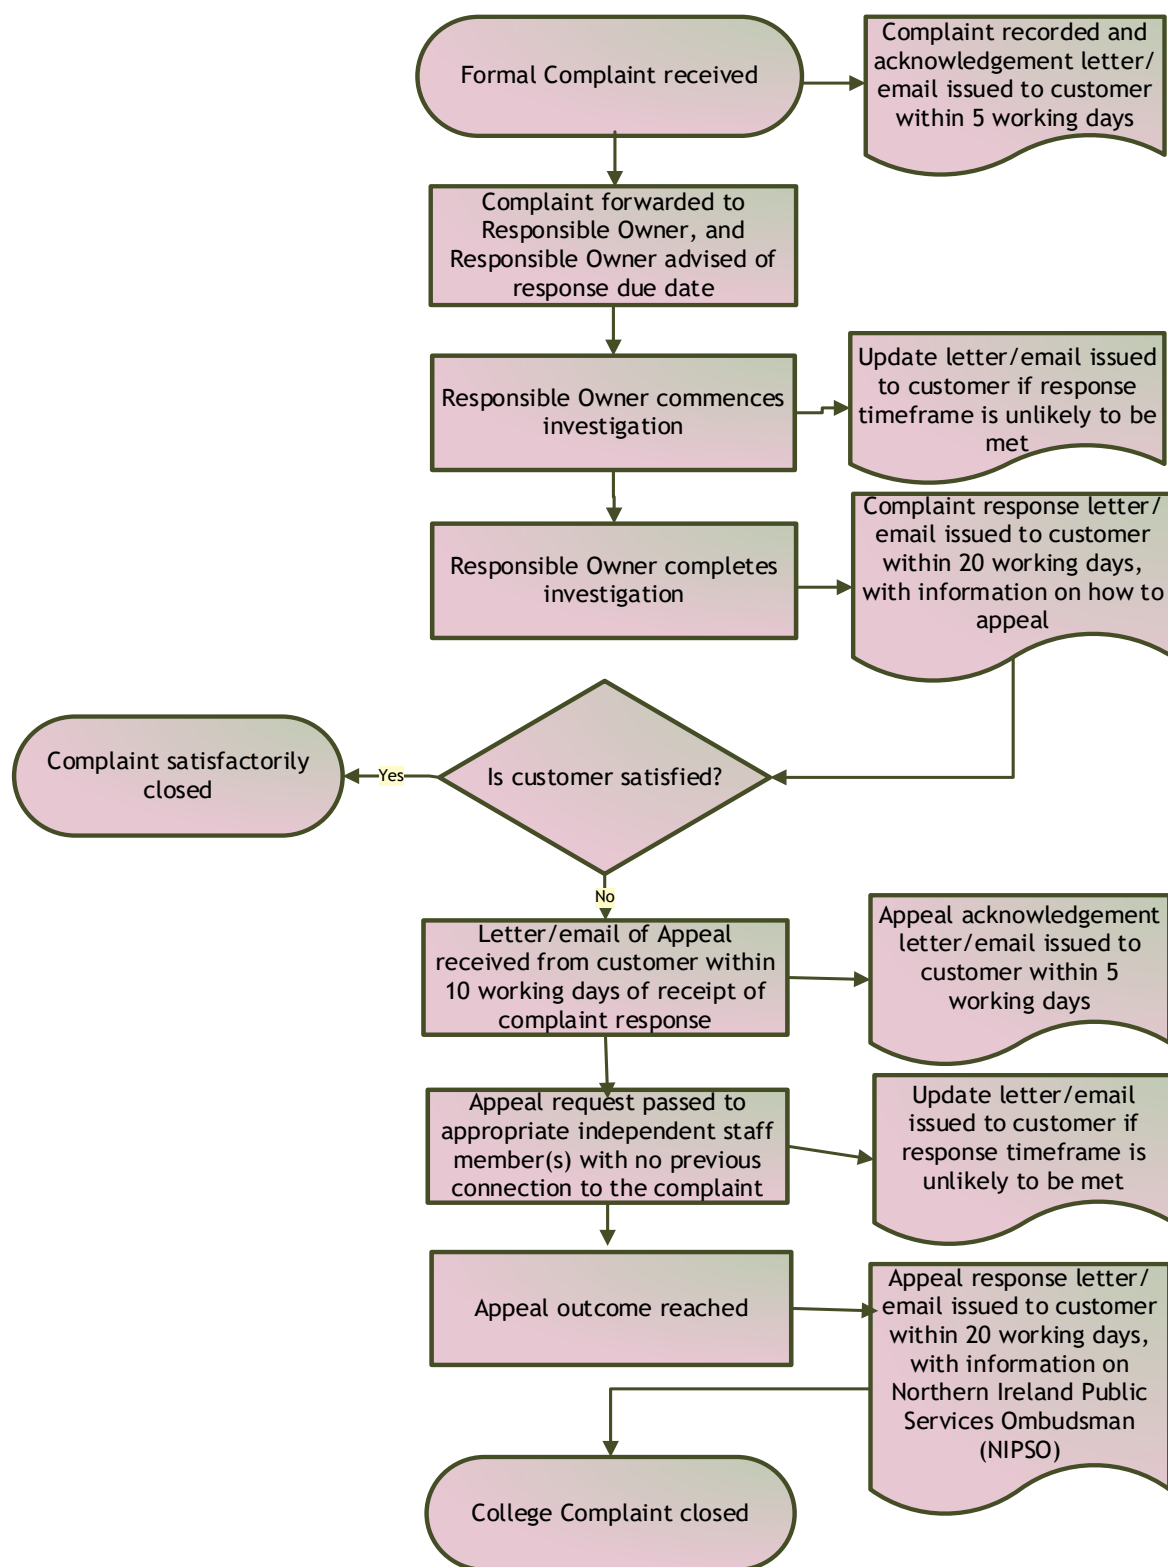 Formal Complaint received
Complaint recorded and
acknowledgement letter/
email issued to customer
within 5 working days
Complaint forwarded to
Responsible Owner, and
Responsible Owner advised of
response due date
Responsible Owner commences
investigation
Update letter/email issued
to customer if response
timeframe is unlikely to be
met
Responsible Owner completes
investigation
Complaint response letter/
email issued to customer
within 20 working days,
with information on how to
appeal
Is customer satisfied?
Yes
Complaint satisfactorily
closed
No
Letter/email of Appeal
received from customer within
10 working days of receipt of
complaint response
Appeal acknowledgement
letter/email issued to
customer within 5
working days
Appeal request passed to
appropriate independent staff
member(s) with no previous
connection to the complaint
Update letter/email
issued to customer if
response timeframe is
unlikely to be met
Appeal outcome reached
Appeal response letter/
email issued to customer
within 20 working days,
with information on
Northern Ireland Public
Services Ombudsman
(NIPSO)
College Complaint closed